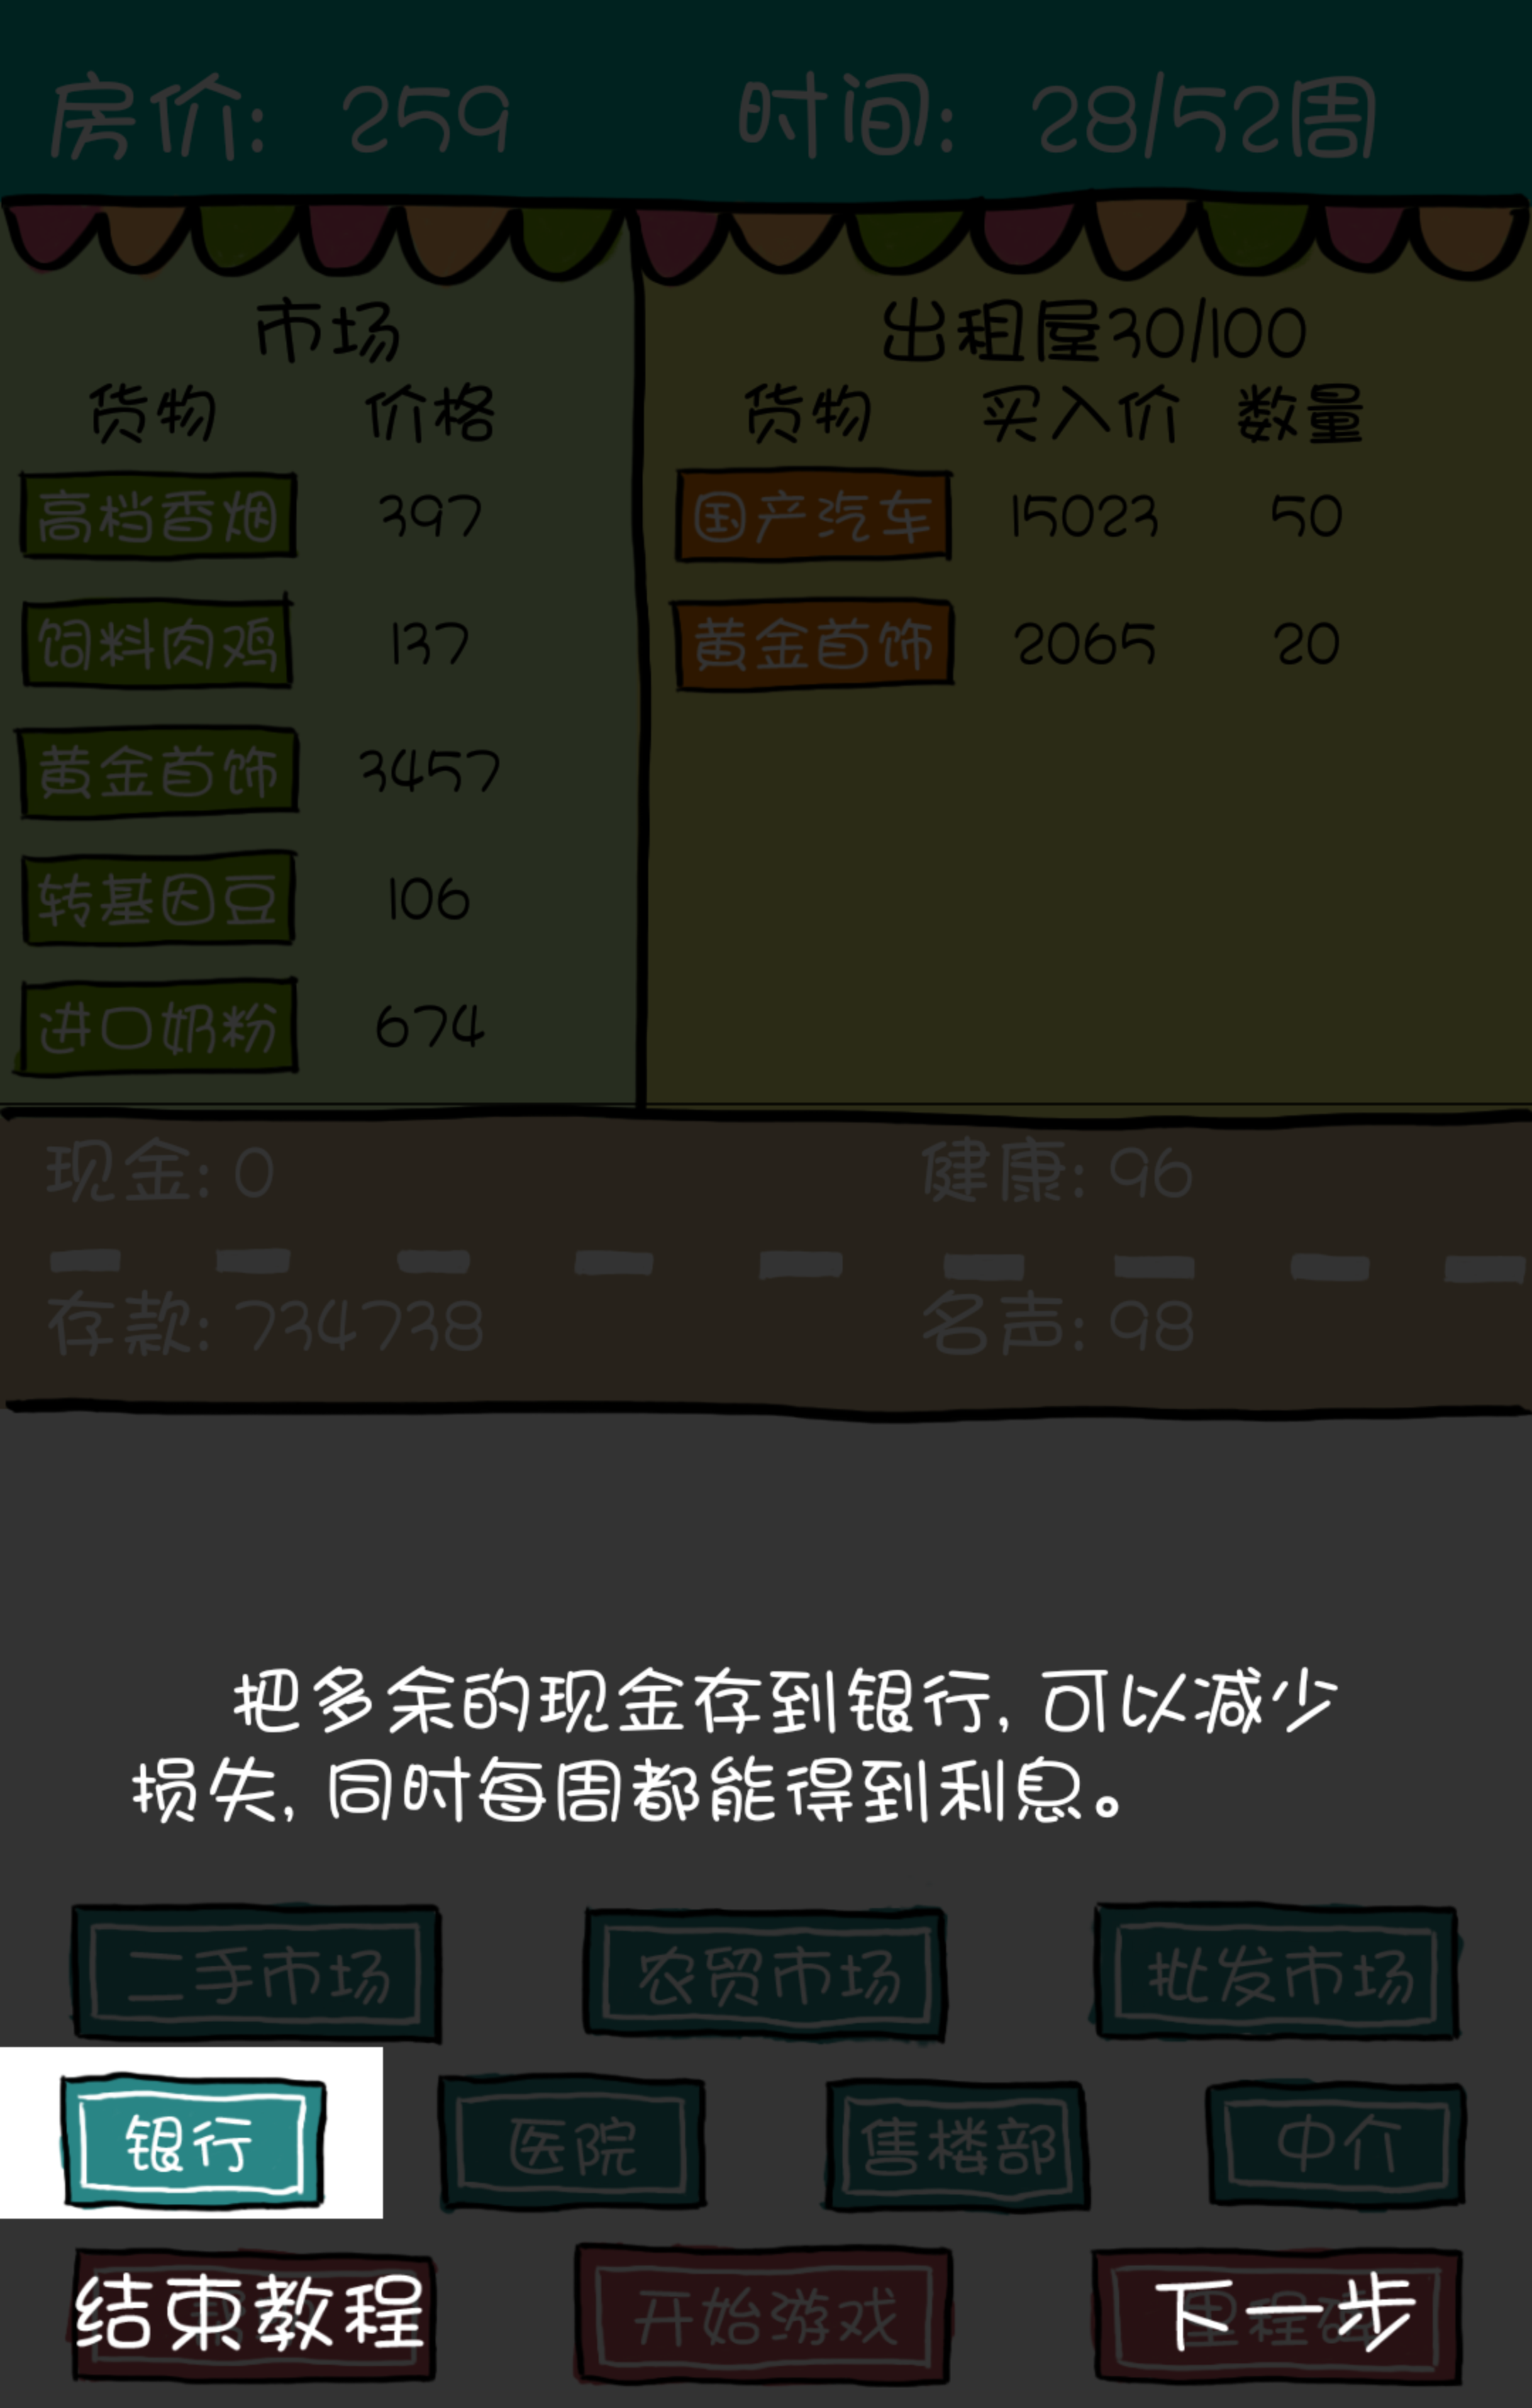 房价: 259 时间: 28/52周
市场 出租屋30/100
货物 价格 货物 买入价 数量
高档香烟 397 国产汽车 15023 50
饲料肉鸡 137 黄金首饰 2065 20
黄金首饰 3457
转基因豆 106
进口奶粉 674
现金: 0 健康: 96
存款: 734738 名声: 98
把多余的现金存到银行, 可以减少
损失, 同时每周都能得到利息。
二手市场 农贸市场 批发市场
银行 医院 售楼部 中介
结束教程 开始游戏 下一步